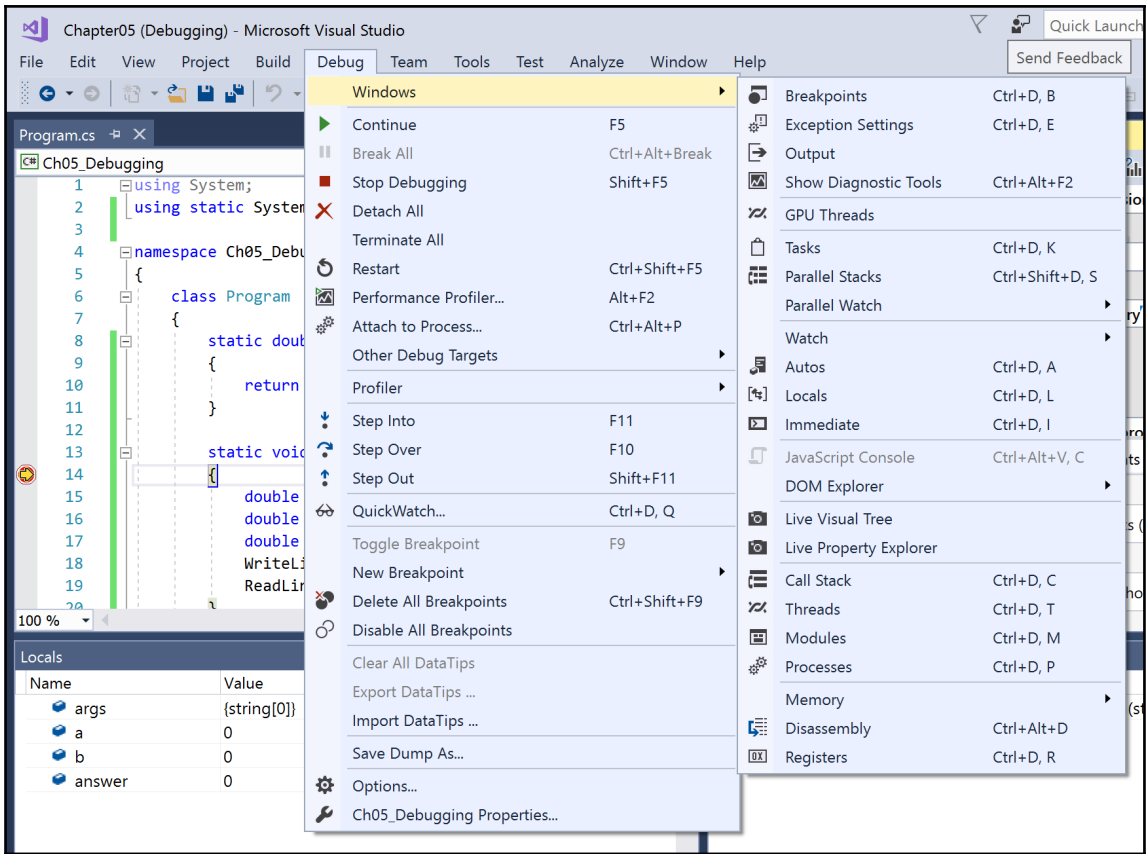 Chapter05 (Debugging) - Microsoft Visual Studio
Quick Launch
File Edit View Project Build Debug Team Tools Test Analyze Window Help
Send Feedback
Program.cs
C# Ch05_Debugging
1 using System;
2 using static System
3
4 namespace Ch05_Debu
5 {
6 class Program
7 {
8 static doub
9 {
10 return
11 }
12
13 static void
14 {
15 double
16 double
17 double
18 WriteLi
19 ReadLin
20 }
100 %
Locals
Name Value
args {string[0]}
a 0
b 0
answer 0
Windows
Continue F5
Break All Ctrl+Alt+Break
Stop Debugging Shift+F5
Detach All
Terminate All
Restart Ctrl+Shift+F5
Performance Profiler... Alt+F2
Attach to Process... Ctrl+Alt+P
Other Debug Targets
Profiler
Step Into F11
Step Over F10
Step Out Shift+F11
QuickWatch... Ctrl+D, Q
Toggle Breakpoint F9
New Breakpoint
Delete All Breakpoints Ctrl+Shift+F9
Disable All Breakpoints
Clear All DataTips
Export DataTips ...
Import DataTips ...
Save Dump As...
Options...
Ch05_Debugging Properties...
Breakpoints Ctrl+D, B
Exception Settings Ctrl+D, E
Output
Show Diagnostic Tools Ctrl+Alt+F2
GPU Threads
Tasks Ctrl+D, K
Parallel Stacks Ctrl+Shift+D, S
Parallel Watch
Watch
Autos Ctrl+D, A
Locals Ctrl+D, L
Immediate Ctrl+D, I
JavaScript Console Ctrl+Alt+V, C
DOM Explorer
Live Visual Tree
Live Property Explorer
Call Stack Ctrl+D, C
Threads Ctrl+D, T
Modules Ctrl+D, M
Processes Ctrl+D, P
Memory
Disassembly Ctrl+Alt+D
Registers Ctrl+D, R